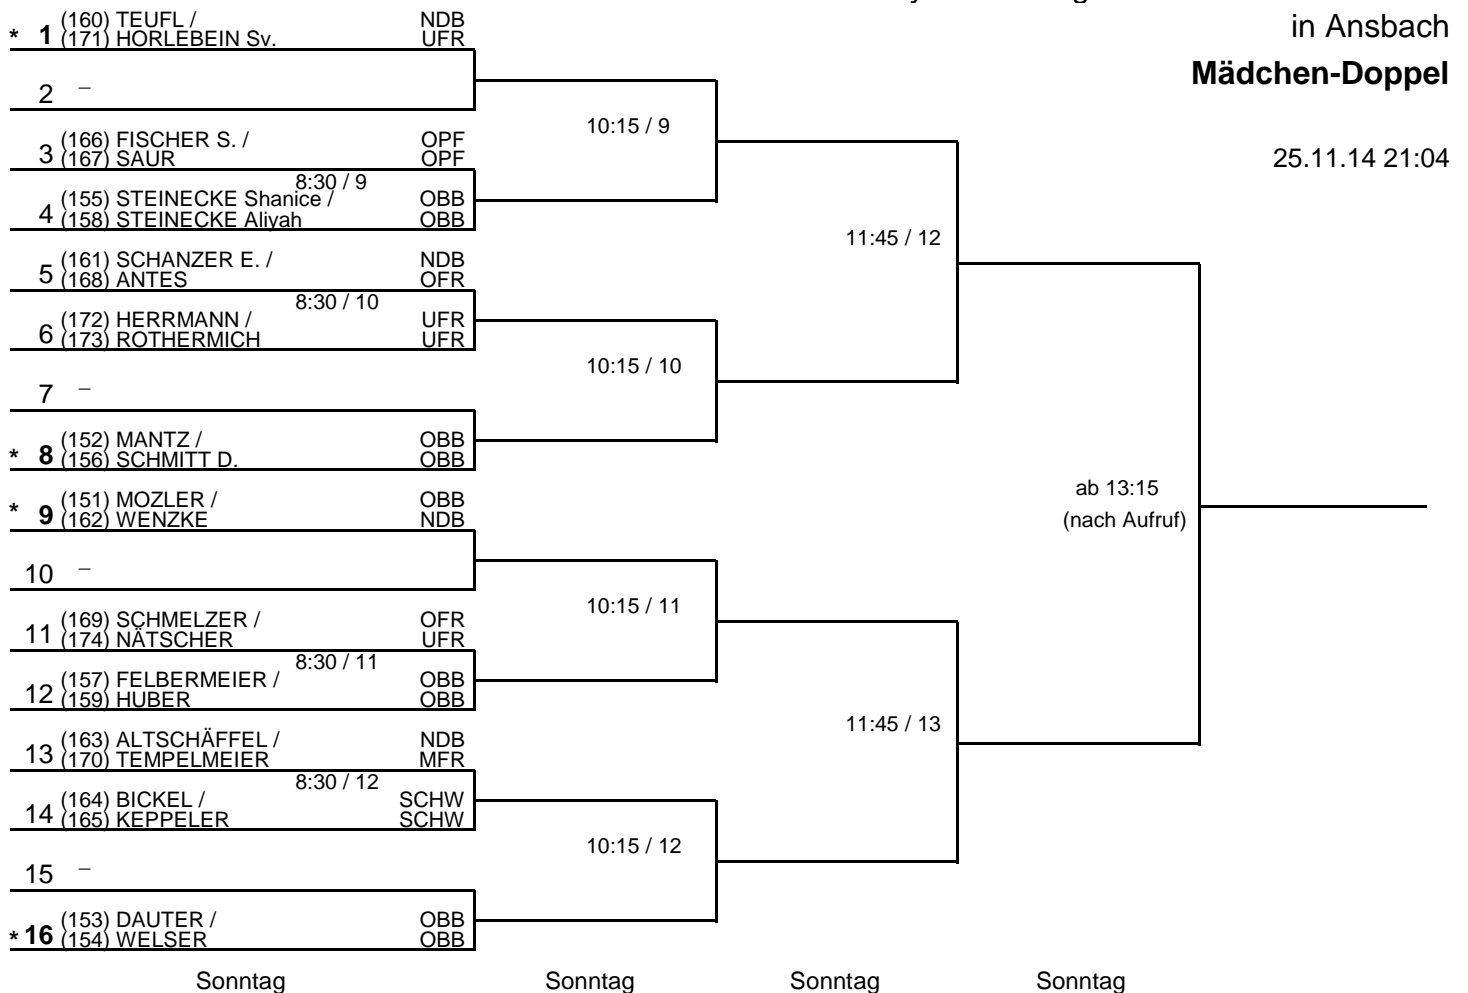 in Ansbach
Mädchen-Doppel
25.11.14 21:04
* 1 (160) TEUFL / NDB
(171) HORLEBEIN Sv. UFR
2 –
10:15 / 9
3 (166) FISCHER S. / OPF
(167) SAUR OPF
8:30 / 9
4 (155) STEINECKE Shanice / OBB
(158) STEINECKE Aliyah OBB
11:45 / 12
5 (161) SCHANZER E. / NDB
(168) ANTES OFR
8:30 / 10
6 (172) HERRMANN / UFR
(173) ROTHERMICH UFR
10:15 / 10
7 –
* 8 (152) MANTZ / OBB
(156) SCHMITT D. OBB
ab 13:15
(nach Aufruf)
* 9 (151) MOZLER / OBB
(162) WENZKE NDB
10 –
10:15 / 11
11 (169) SCHMELZER / OFR
(174) NÄTSCHER UFR
8:30 / 11
12 (157) FELBERMEIER / OBB
(159) HUBER OBB
11:45 / 13
13 (163) ALTSCHÄFFEL / NDB
(170) TEMPELMEIER MFR
8:30 / 12
14 (164) BICKEL / SCHW
(165) KEPPELER SCHW
10:15 / 12
15 –
* 16 (153) DAUTER / OBB
(154) WELSER OBB
Sonntag Sonntag Sonntag Sonntag